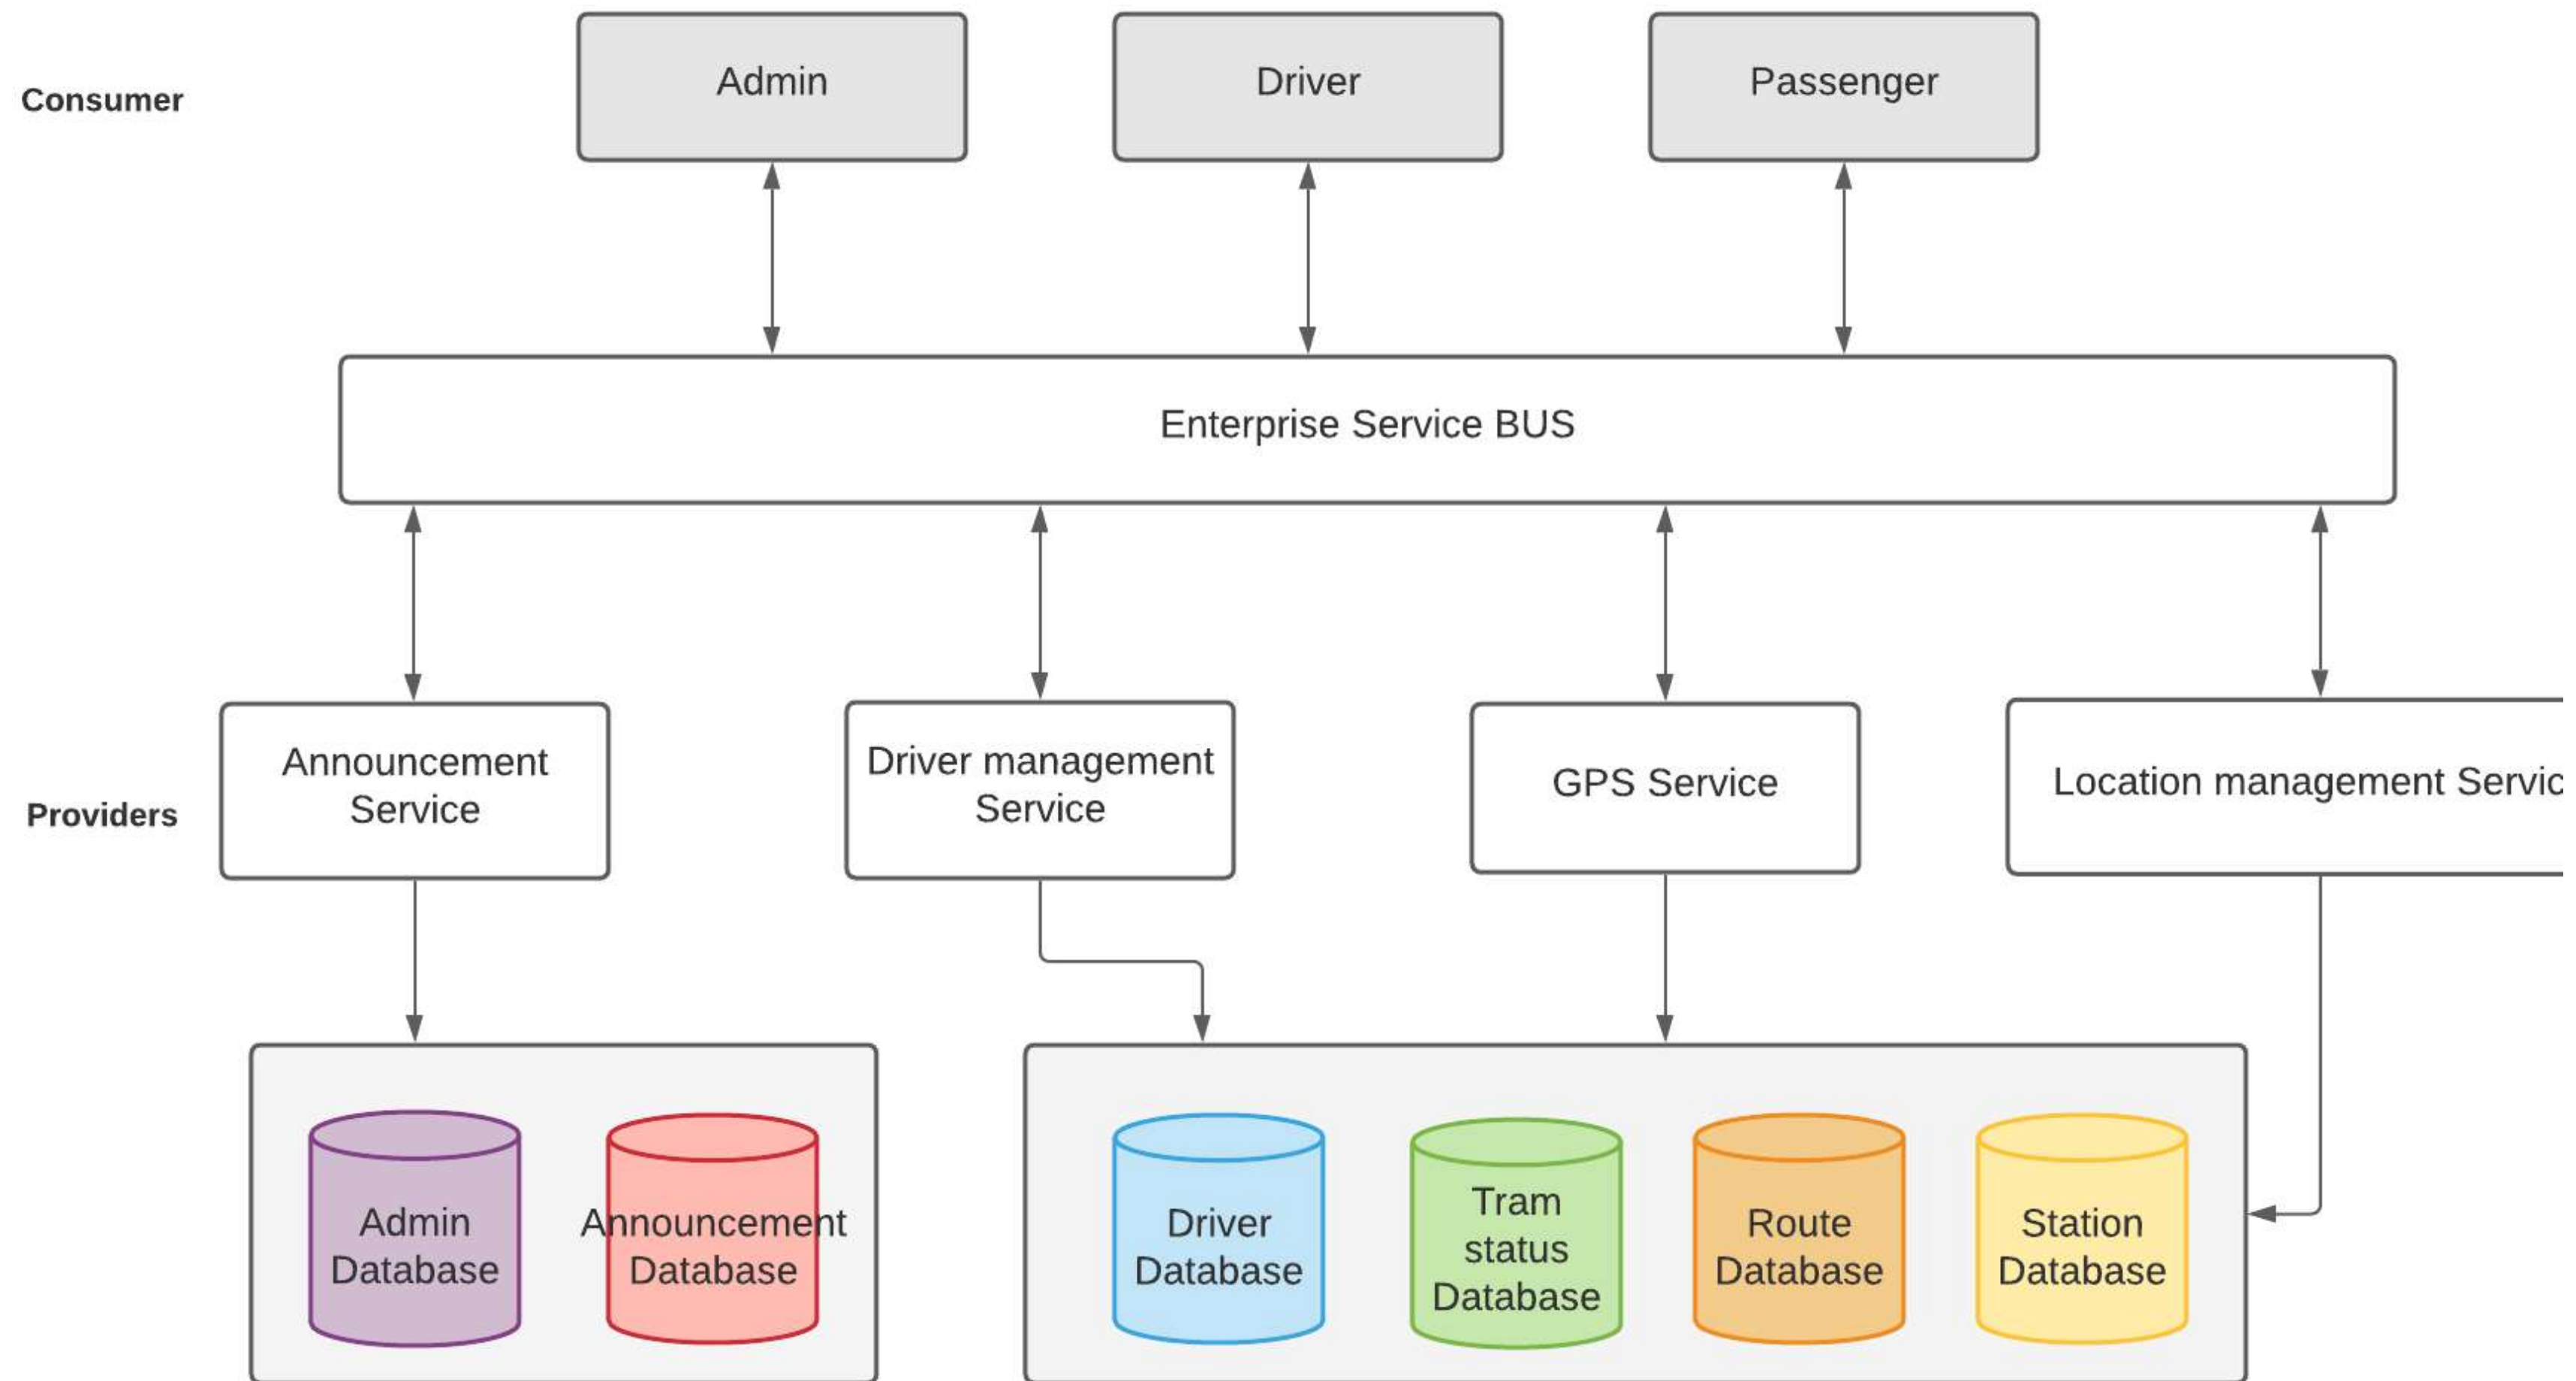 Consumer
Admin
Driver
Passenger
Enterprise Service BUS
Providers
Announcement
Service
Driver management
Service
GPS Service
Location management Servic
Admin
Database
Announcement
Database
Driver
Database
Tram
status
Database
Route
Database
Station
Database